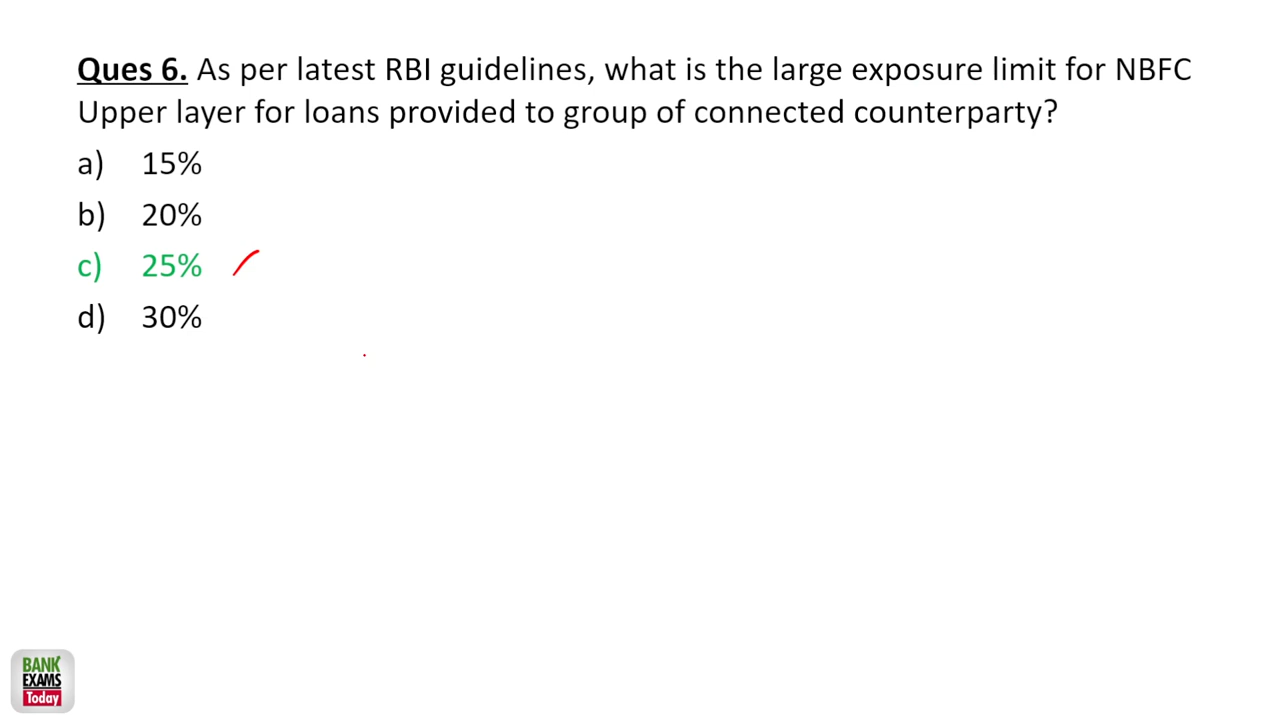 Ques 6. As per latest RBI guidelines, what is the large exposure limit for NBFC
Upper layer for loans provided to group of connected counterparty?
a) 15%
b) 20%
c) 25%
d) 30%
BANK
EXAMS
Today